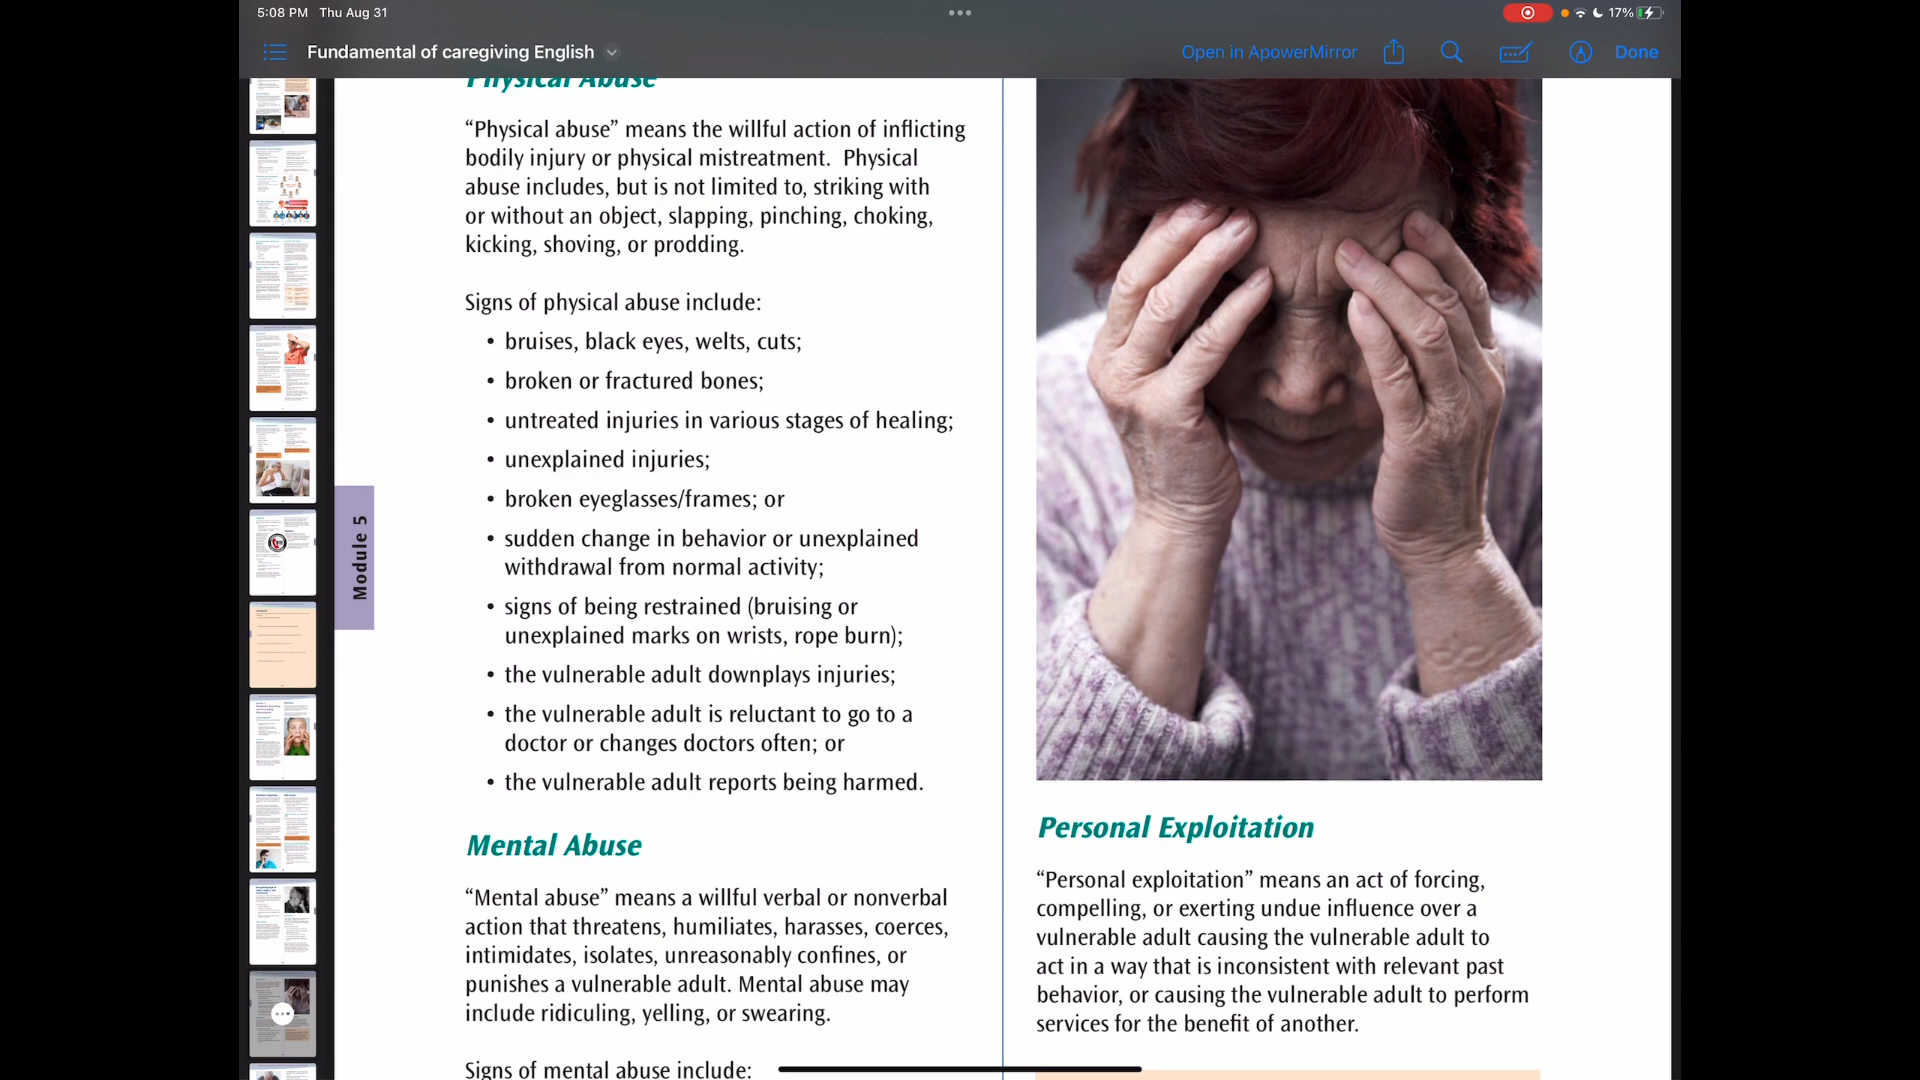 5:08 PM Thu Aug 31
17%
Fundamental of caregiving English
Open in ApowerMirror
Done
Physical Abuse
“Physical abuse” means the willful action of inflicting
bodily injury or physical mistreatment. Physical
abuse includes, but is not limited to, striking with
or without an object, slapping, pinching, choking,
kicking, shoving, or prodding.
Signs of physical abuse include:
• bruises, black eyes, welts, cuts;
• broken or fractured bones;
• untreated injuries in various stages of healing;
• unexplained injuries;
• broken eyeglasses/frames; or
• sudden change in behavior or unexplained
withdrawal from normal activity;
• signs of being restrained (bruising or
unexplained marks on wrists, rope burn);
• the vulnerable adult downplays injuries;
• the vulnerable adult is reluctant to go to a
doctor or changes doctors often; or
• the vulnerable adult reports being harmed.
Mental Abuse
“Mental abuse” means a willful verbal or nonverbal
action that threatens, humiliates, harasses, coerces,
intimidates, isolates, unreasonably confines, or
punishes a vulnerable adult. Mental abuse may
include ridiculing, yelling, or swearing.
Signs of mental abuse include:
Module 5
Personal Exploitation
“Personal exploitation” means an act of forcing,
compelling, or exerting undue influence over a
vulnerable adult causing the vulnerable adult to
act in a way that is inconsistent with relevant past
behavior, or causing the vulnerable adult to perform
services for the benefit of another.